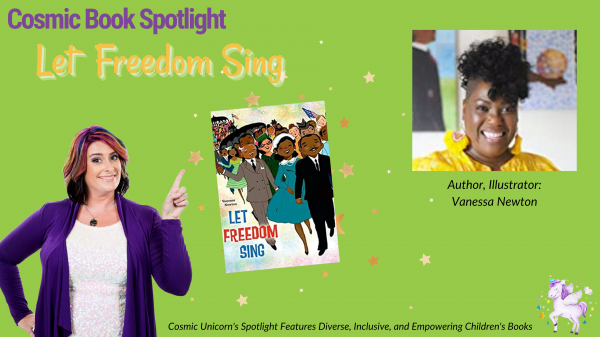 Cosmic Book Spotlight
Let Freedom Sing
Vanessa
Newton
LET
FREEDOM
SING
Author, Illustrator:
Vanessa Newton
Cosmic Unicorn's Spotlight Features Diverse, Inclusive, and Empowering Children's Books